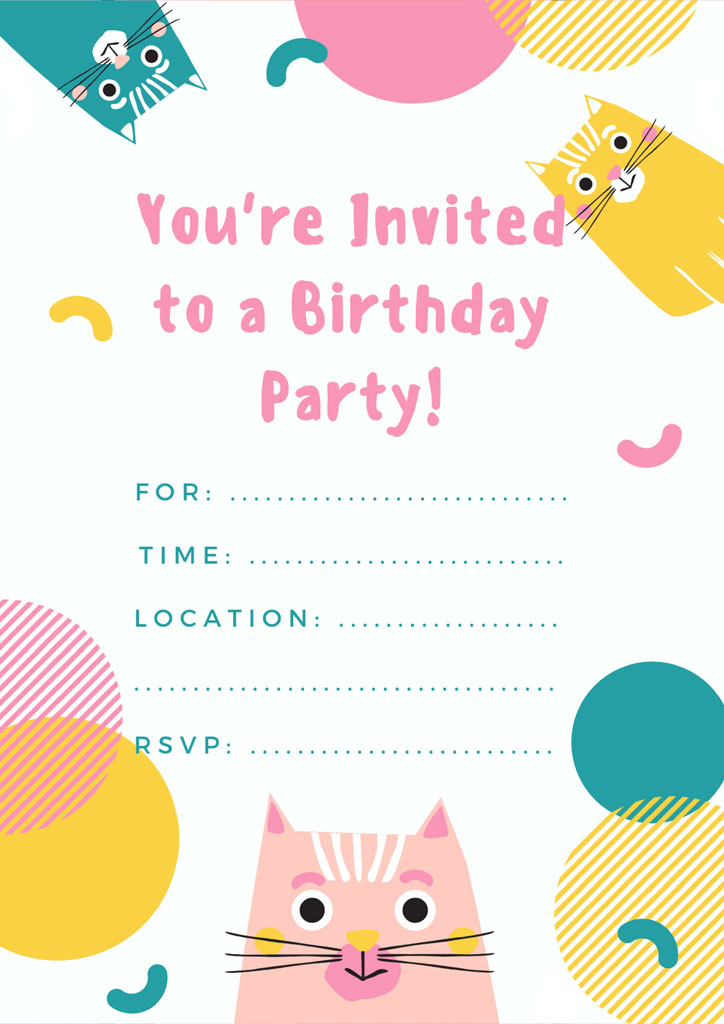 You're Invited
to a Birthday
Party!
FOR: .............................
TIME: ...........................
LOCATION: ...................
....................................
RSVP: ..........................